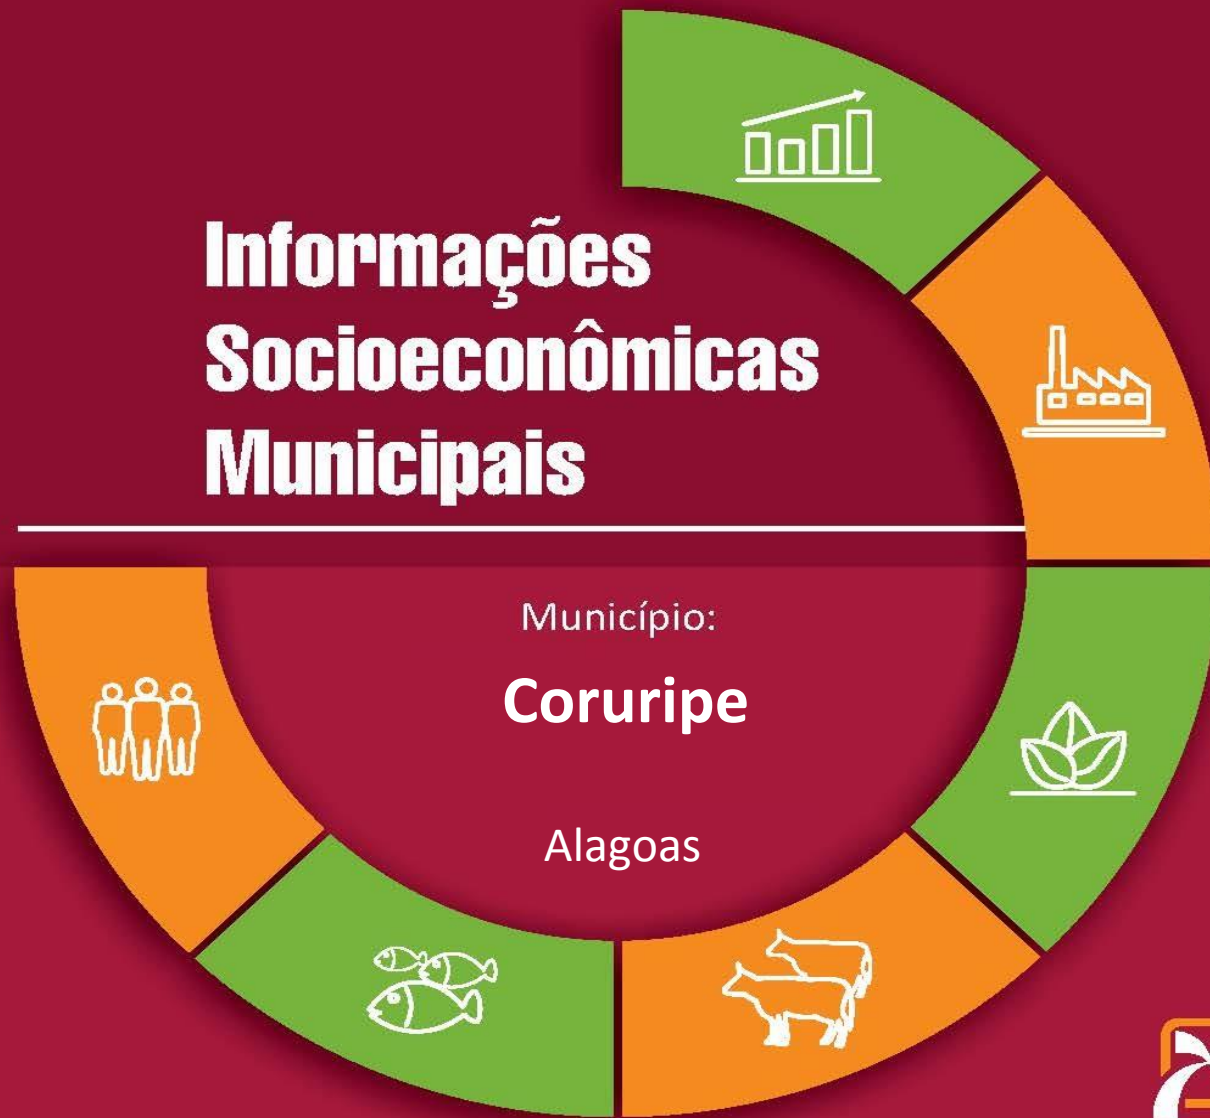 Informações
Socioeconômicas
Municipais
Município:
Coruripe
Alagoas